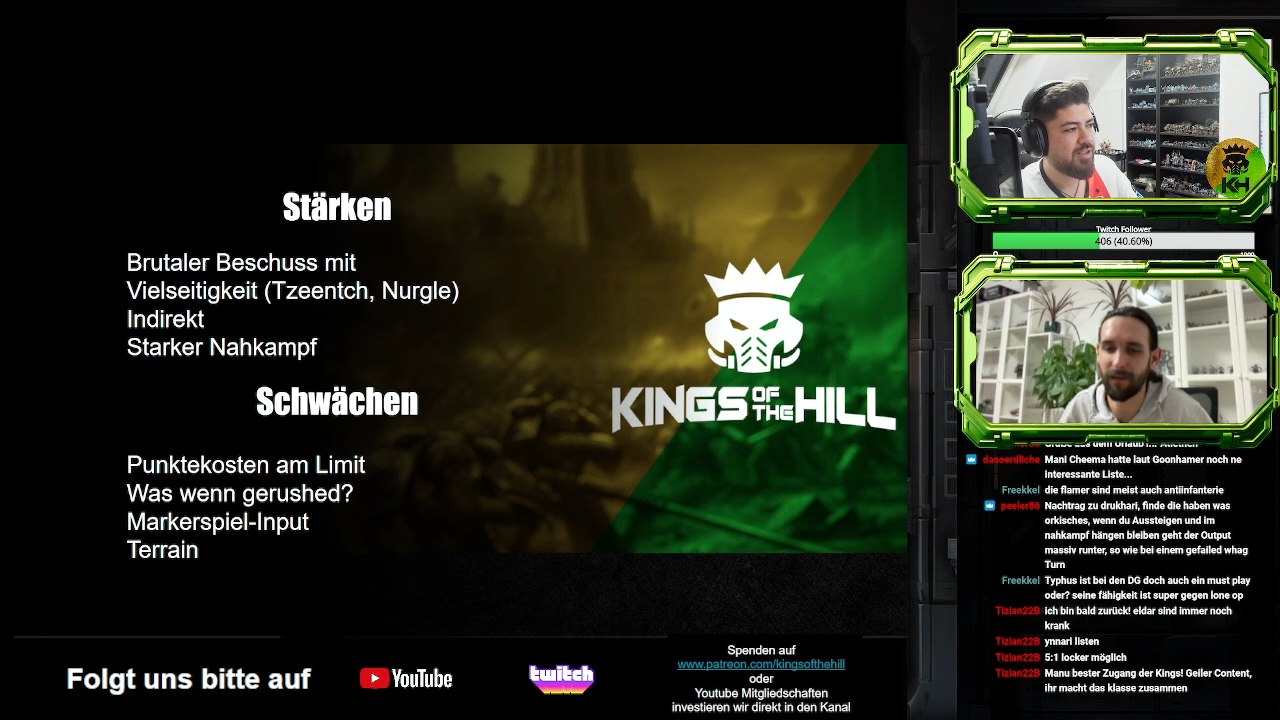 Stärken
Brutaler Beschuss mit
Vielseitigkeit (Tzeentch, Nurgle)
Indirekt
Starker Nahkampf
Schwächen
Punktekosten am Limit
Was wenn gerushed?
Markerspiel-Input
Terrain
KINGS OF THE HILL
Folgt uns bitte auf
YouTube
twitch
Spenden auf
www.patreon.com/kingsofthehill
oder
Youtube Mitgliedschaften
investieren wir direkt in den Kanal
KH
Twitch Follower
406 (40.60%)
0 1000
dasoerdliche Mani Cheema hatte laut Goonhamer noch ne
interessante Liste...
Freekkel die flamer sind meist auch antiinfanterie
peeler86 Nachtrag zu drukhari, finde die haben was
orkisches, wenn du Aussteigen und im
nahkampf hängen bleiben geht der Output
massiv runter, so wie bei einem gefailed whag
Turn
Freekkel Typhus ist bei den DG doch auch ein must play
oder? seine fähigkeit ist super gegen lone op
Tizian22B ich bin bald zurück! eldar sind immer noch
krank
Tizian22B ynnari listen
Tizian22B 5:1 locker möglich
Tizian22B Manu bester Zugang der Kings! Geiler Content,
ihr macht das klasse zusammen